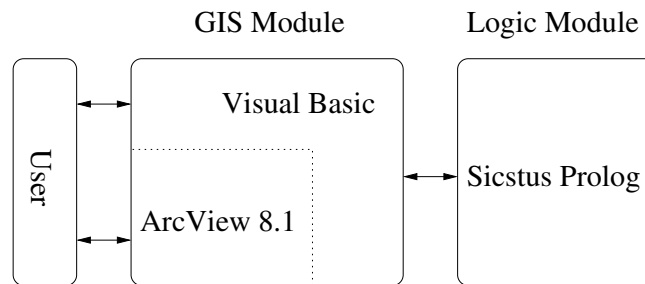 GIS Module
Logic Module
User
Visual Basic
ArcView 8.1
Sicstus Prolog